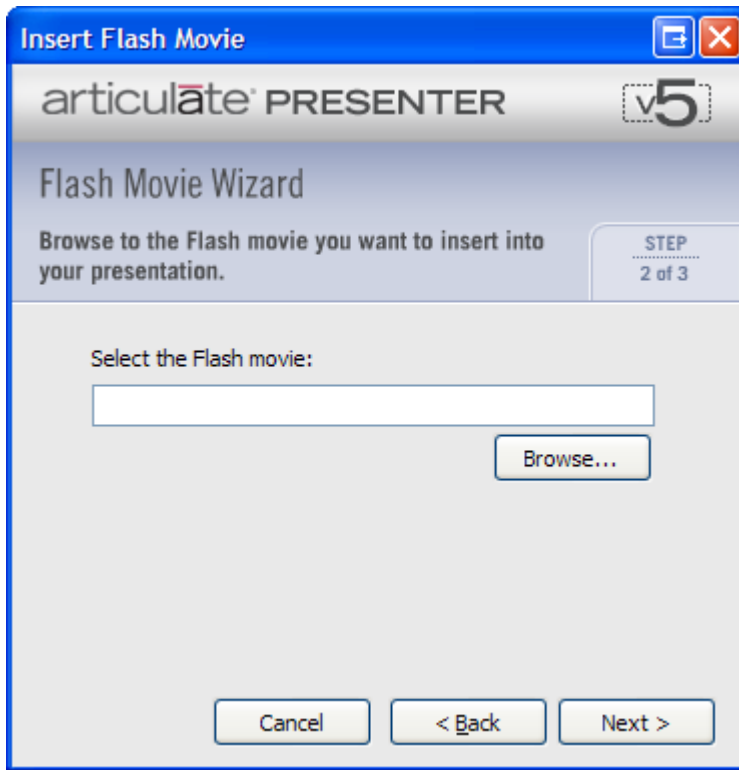 Insert Flash Movie
articulāte® PRESENTER v5
Flash Movie Wizard
Browse to the Flash movie you want to insert into
your presentation.
STEP
2 of 3
Select the Flash movie:
Browse...
Cancel
< Back
Next >